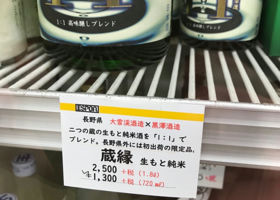 1:1 高味醸しブレンド
長野県 大雪渓酒造×黒澤酒造
二つの蔵の生もと純米酒を「1:1」で
ブレンド。長野県外には初出荷の限定品。
蔵縁 生もと純米
2,500 +税 (1.8ℓ)
1,300 +税 (720mℓ)